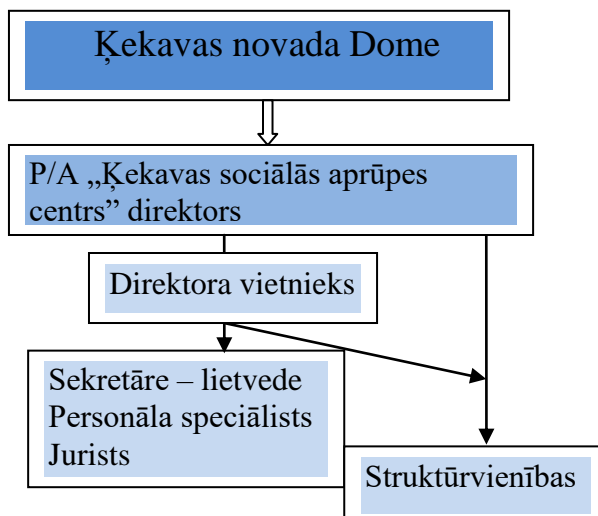 Ķekavas novada Dome
P/A „Ķekavas sociālās aprūpes
centrs” direktors
Direktora vietnieks
Sekretāre – lietvede
Personāla speciālists
Jurists
Struktūrvienības